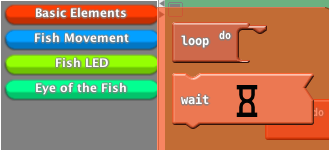 Basic Elements
Fish Movement
Fish LED
Eye of the Fish
loop do
wait
do